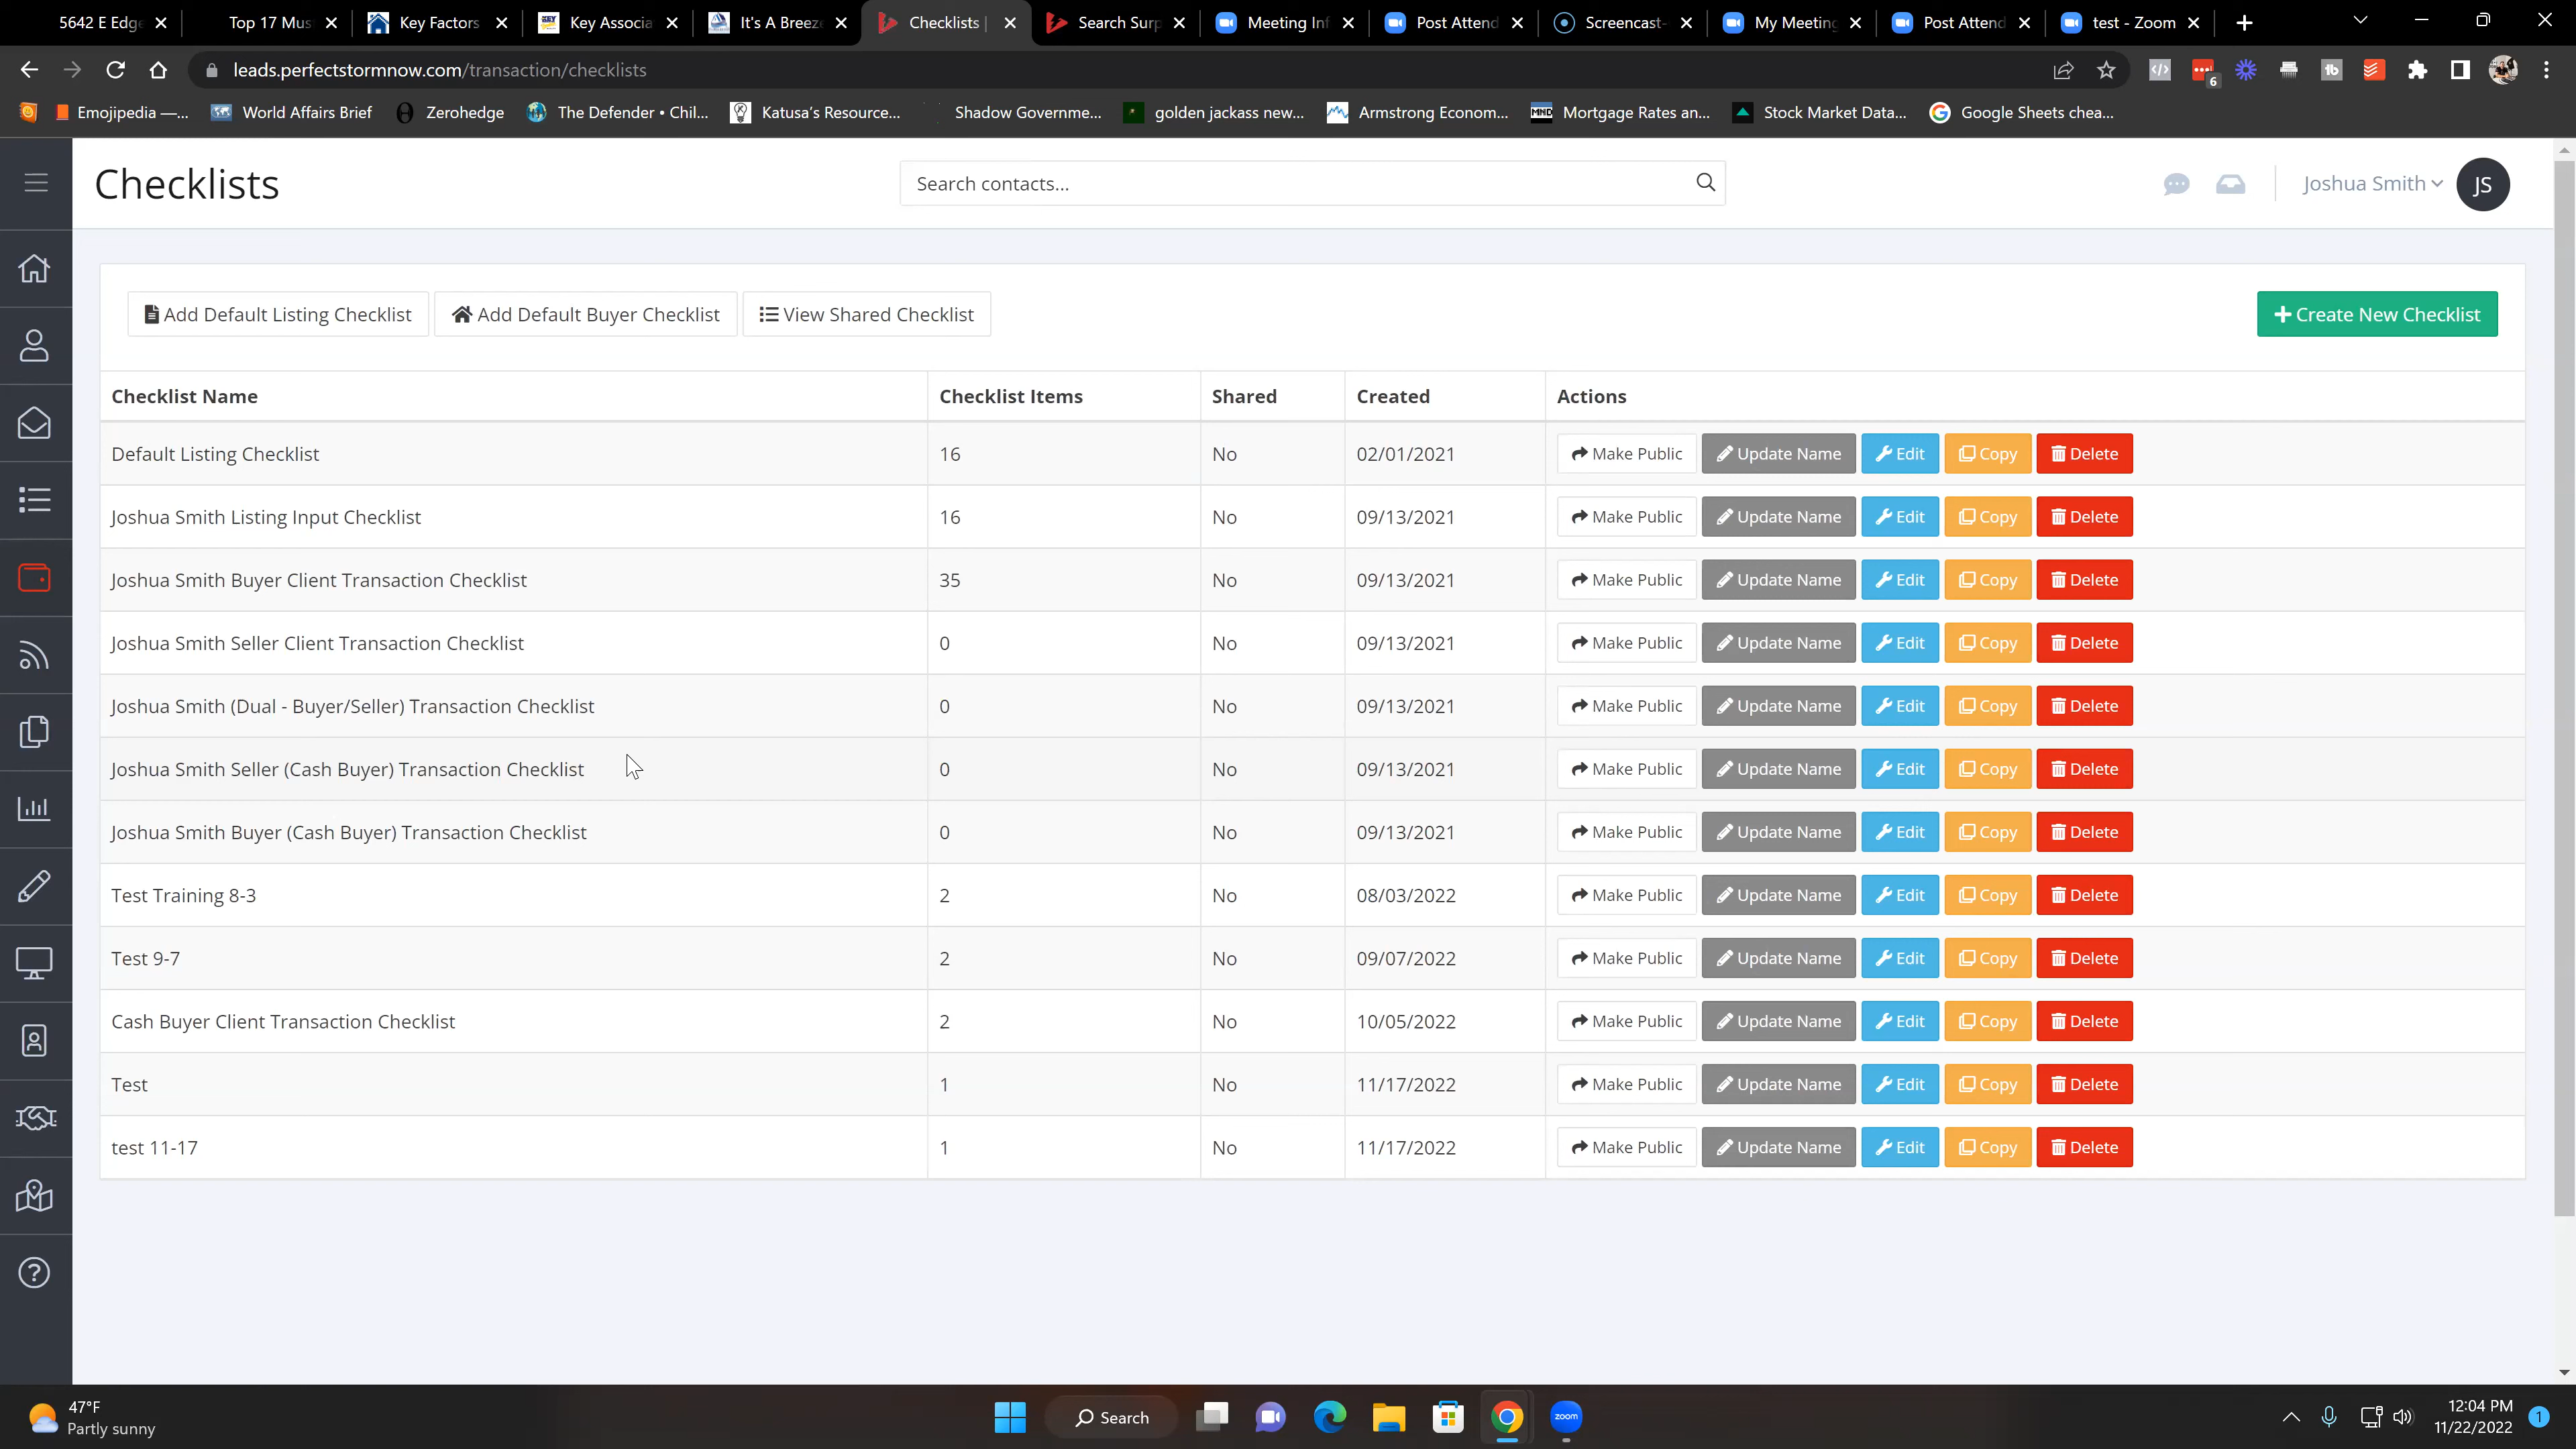 5642 E Edge
Top 17 Mus
Key Factors
Key Associa
It's A Breeze
Checklists |
Search Surp
Meeting Inf
Post Attend
Screencast-
My Meeting
Post Attend
test - Zoom
leads.perfectstormnow.com/transaction/checklists
6
Emojipedia —...
World Affairs Brief
Zerohedge
The Defender • Chil...
Katusa's Resource...
Shadow Governme...
golden jackass new...
Armstrong Econom...
MND
Mortgage Rates an...
Stock Market Data...
Google Sheets chea...
Checklists
Search contacts...
Joshua Smith
JS
Add Default Listing Checklist
Add Default Buyer Checklist
View Shared Checklist
Create New Checklist
Checklist Name Checklist Items Shared Created Actions
Default Listing Checklist 16 No 02/01/2021 Make Public Update Name Edit Copy Delete
Joshua Smith Listing Input Checklist 16 No 09/13/2021 Make Public Update Name Edit Copy Delete
Joshua Smith Buyer Client Transaction Checklist 35 No 09/13/2021 Make Public Update Name Edit Copy Delete
Joshua Smith Seller Client Transaction Checklist 0 No 09/13/2021 Make Public Update Name Edit Copy Delete
Joshua Smith (Dual - Buyer/Seller) Transaction Checklist 0 No 09/13/2021 Make Public Update Name Edit Copy Delete
Joshua Smith Seller (Cash Buyer) Transaction Checklist 0 No 09/13/2021 Make Public Update Name Edit Copy Delete
Joshua Smith Buyer (Cash Buyer) Transaction Checklist 0 No 09/13/2021 Make Public Update Name Edit Copy Delete
Test Training 8-3 2 No 08/03/2022 Make Public Update Name Edit Copy Delete
Test 9-7 2 No 09/07/2022 Make Public Update Name Edit Copy Delete
Cash Buyer Client Transaction Checklist 2 No 10/05/2022 Make Public Update Name Edit Copy Delete
Test 1 No 11/17/2022 Make Public Update Name Edit Copy Delete
test 11-17 1 No 11/17/2022 Make Public Update Name Edit Copy Delete
47°F
Partly sunny
Search
zoom
12:04 PM
11/22/2022
1